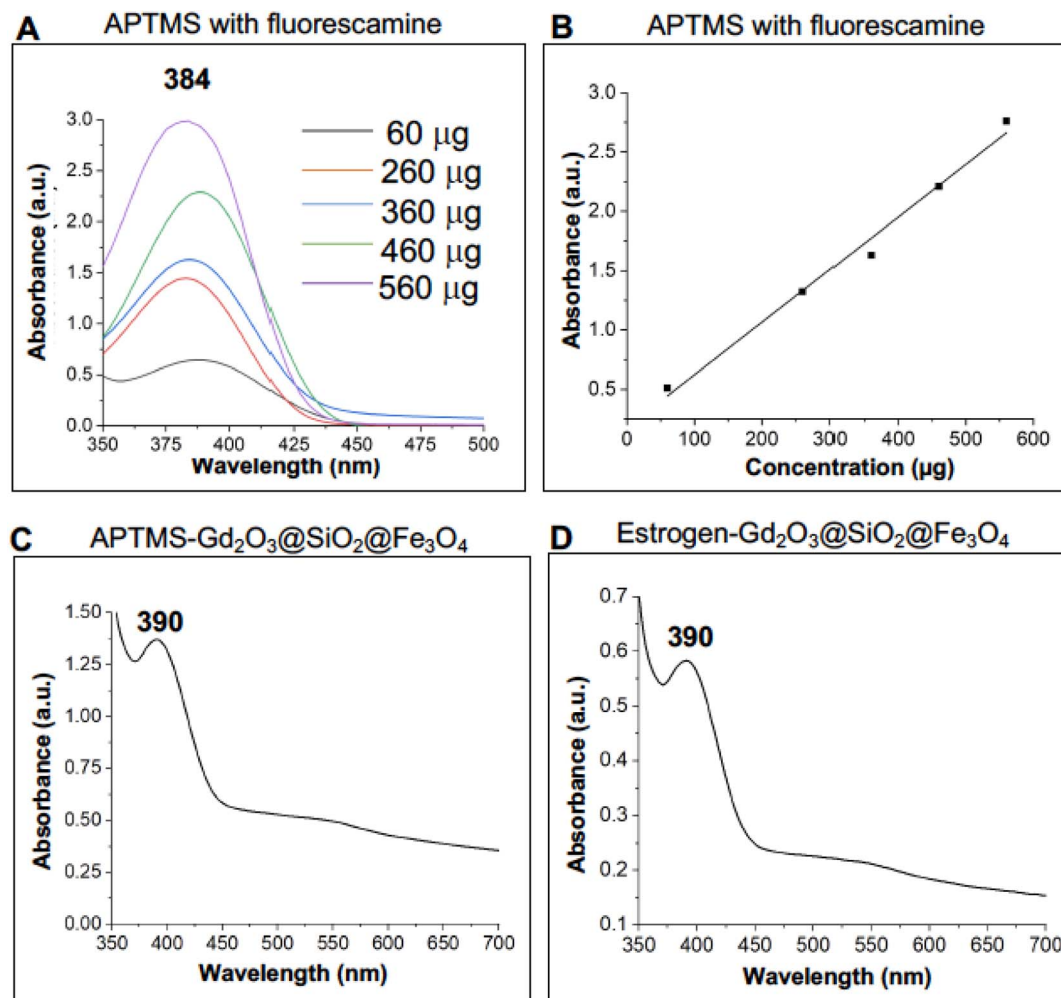 A APTMS with fluorescamine
384
Absorbance (a.u.)
3.0
2.5
2.0
1.5
1.0
0.5
0.0
350 375 400 425 450 475 500
Wavelength (nm)
60 μg
260 μg
360 μg
460 μg
560 μg
B APTMS with fluorescamine
Absorbance (a.u.)
3.0
2.5
2.0
1.5
1.0
0.5
0 100 200 300 400 500 600
Concentration (μg)
C APTMS-Gd₂O₃@SiO₂@Fe₃O₄
390
Absorbance (a.u.)
1.50
1.25
1.00
0.75
0.50
0.25
0.00
350 400 450 500 550 600 650 700
Wavelength (nm)
D Estrogen-Gd₂O₃@SiO₂@Fe₃O₄
390
Absorbance (a.u.)
0.7
0.6
0.5
0.4
0.3
0.2
0.1
350 400 450 500 550 600 650 700
Wavelength (nm)